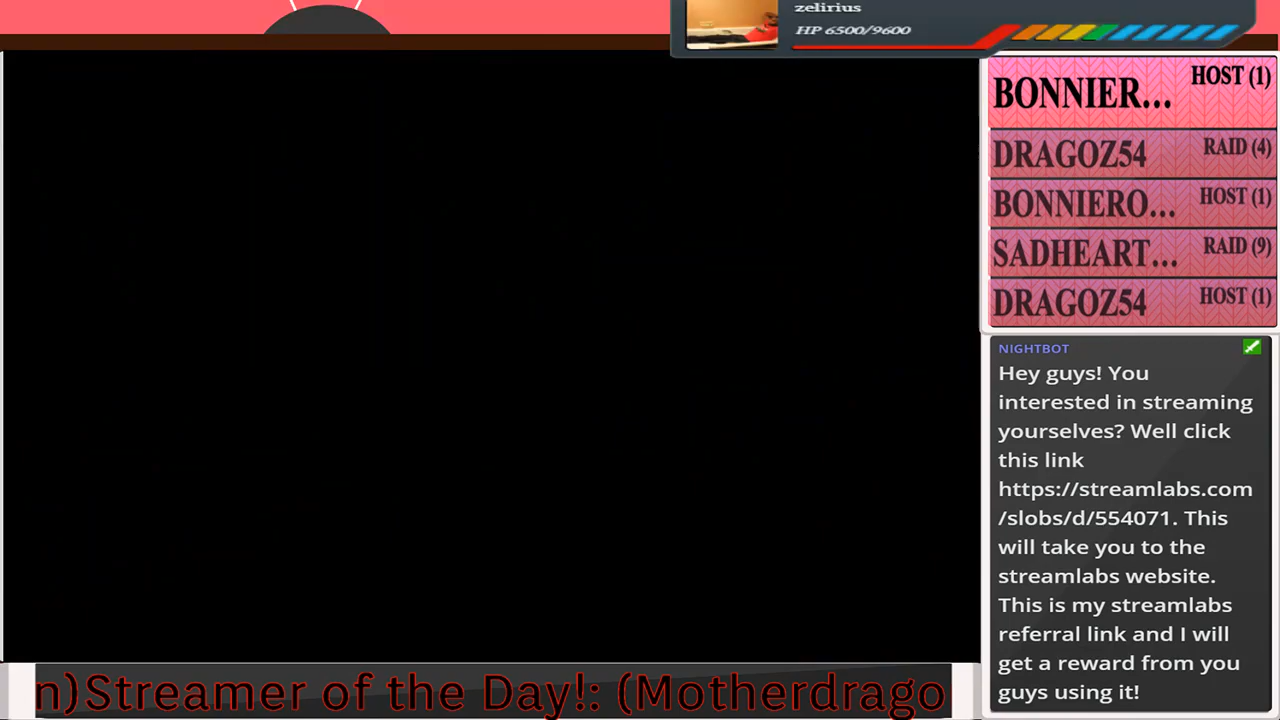 zelirius
HP 6500/9600
BONNIER... HOST (1)
DRAGOZ54 RAID (4)
BONNIERO... HOST (1)
SADHEART... RAID (9)
DRAGOZ54 HOST (1)
NIGHTBOT
Hey guys! You
interested in streaming
yourselves? Well click
this link
https://streamlabs.com
/slobs/d/554071. This
will take you to the
streamlabs website.
This is my streamlabs
referral link and I will
get a reward from you
guys using it!
n)Streamer of the Day!: (Motherdrago